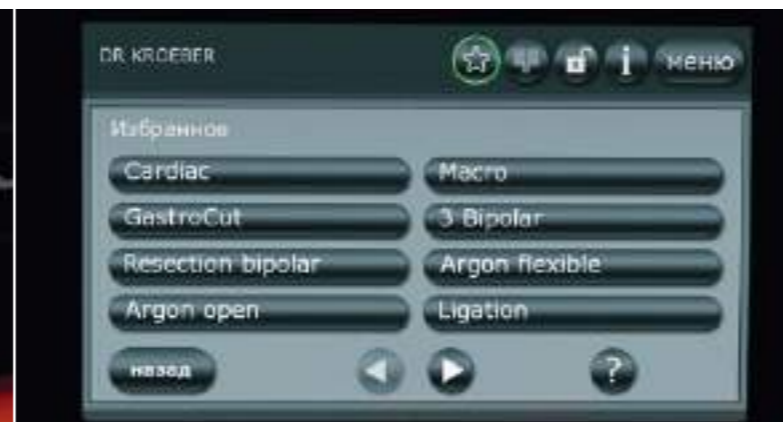 DR KROEBER
меню
Избранное
Cardiac
Macro
GastroCut
3 Bipolar
Resection bipolar
Argon flexible
Argon open
Ligation
назад
?